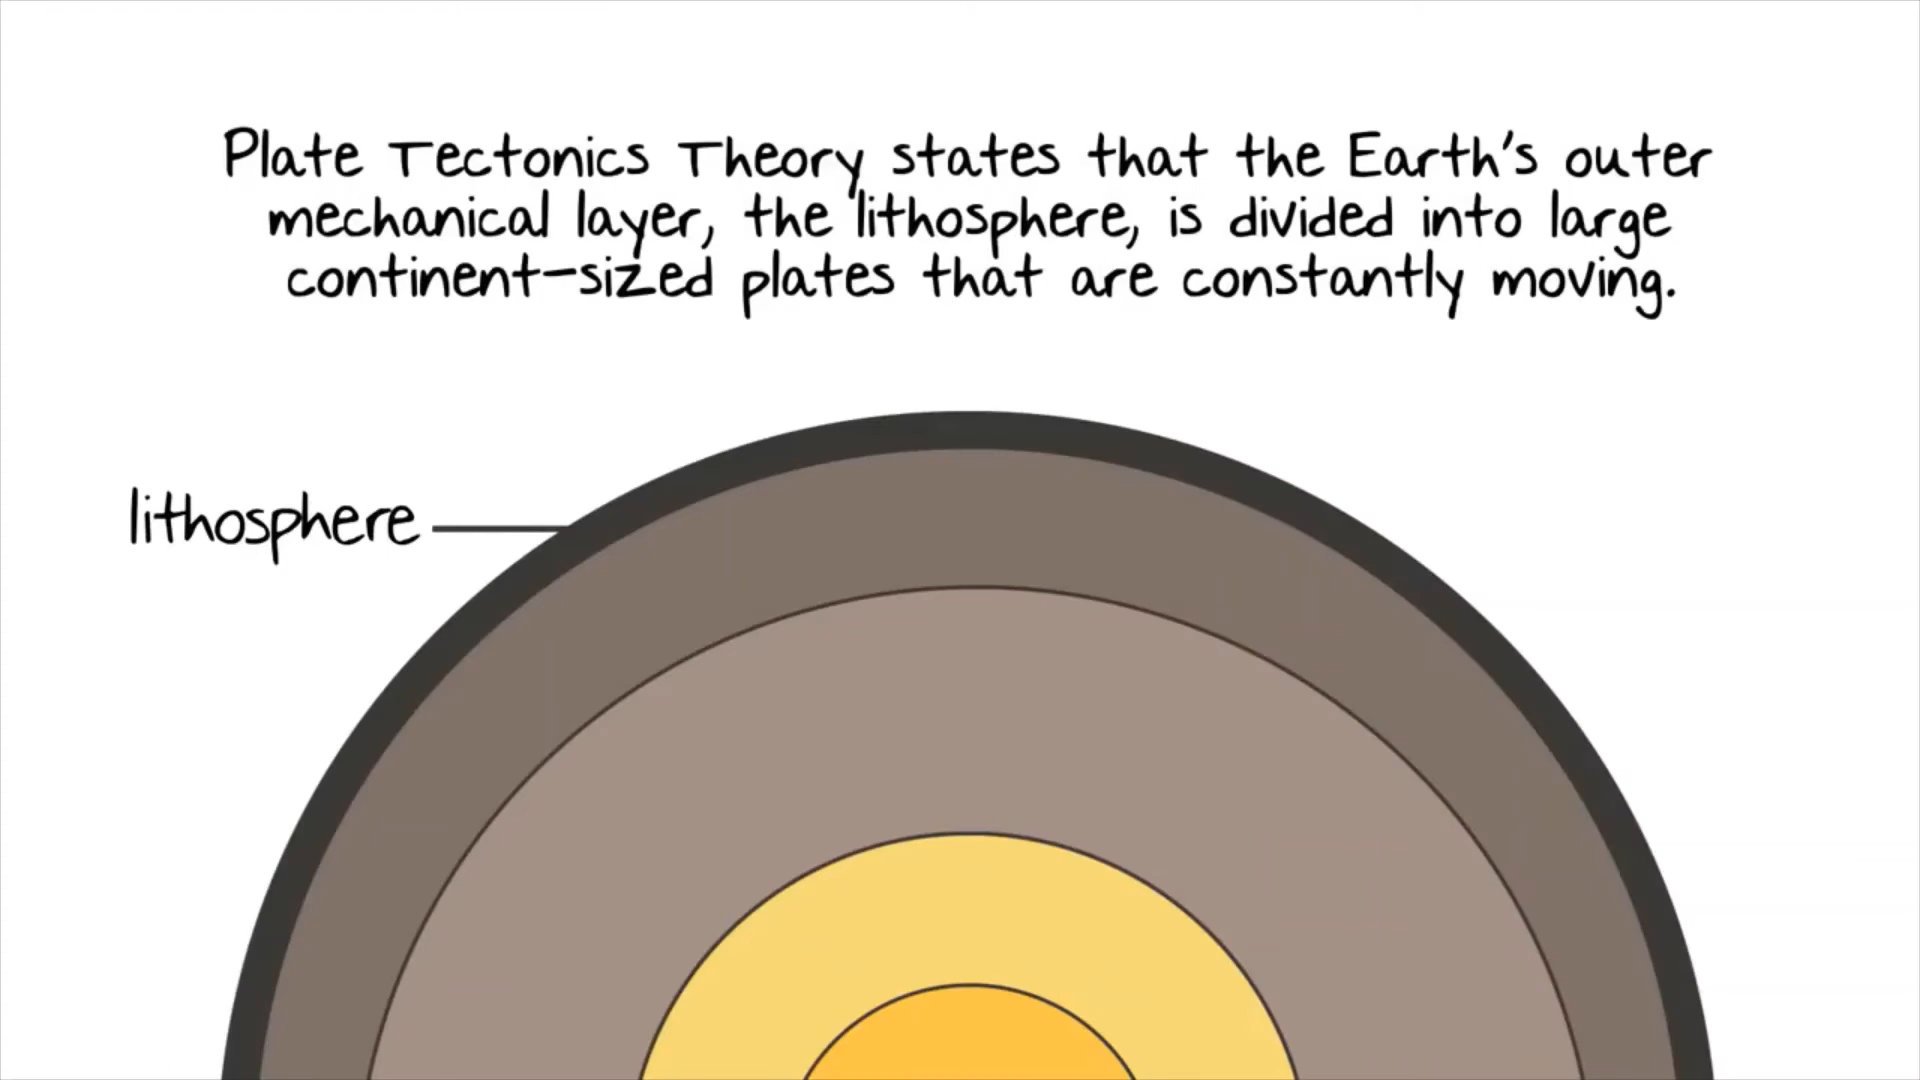 Plate Tectonics Theory states that the Earth's outer
mechanical layer, the lithosphere, is divided into large
continent-sized plates that are constantly moving.
lithosphere